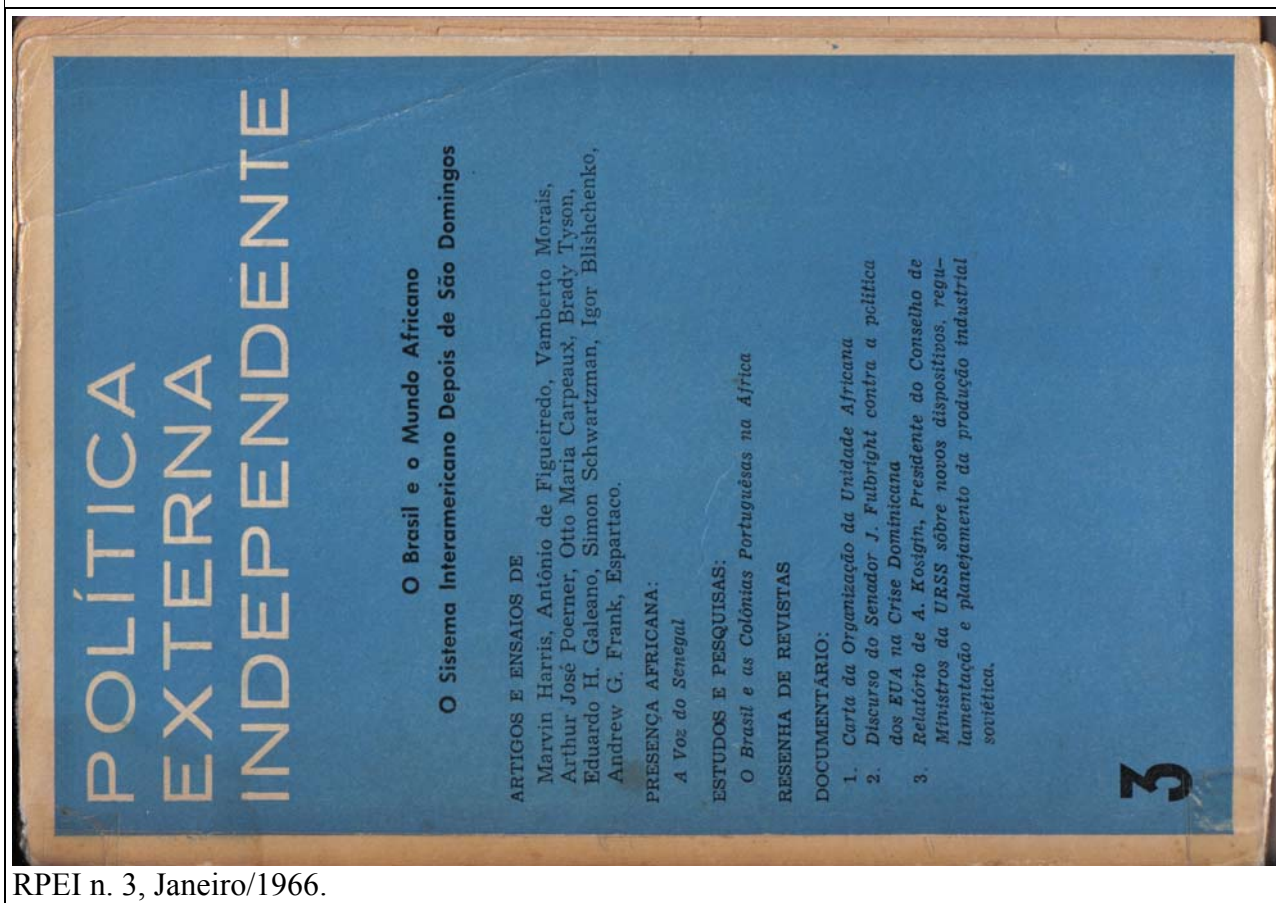 POLÍTICA
EXTERNA
INDEPENDENTE
O Brasil e o Mundo Africano
O Sistema Interamericano Depois de São Domingos
ARTIGOS E ENSAIOS DE
Marvin Harris, Antônio de Figueiredo, Vamberto Morais,
Arthur José Poerner, Otto Maria Carpeaux, Brady Tyson,
Eduardo H. Galeano, Simon Schwartzman, Igor Blishchenko,
Andrew G. Frank, Espartaco.
PRESENÇA AFRICANA:
A Voz do Senegal
ESTUDOS E PESQUISAS:
O Brasil e as Colônias Portuguêsas na África
RESENHA DE REVISTAS
DOCUMENTÁRIO:
1. Carta da Organização da Unidade Africana
2. Discurso do Senador J. Fulbright contra a política
dos EUA na Crise Dominicana
3. Relatório de A. Kosigin, Presidente do Conselho de
Ministros da URSS sôbre novos dispositivos, regu-
lamentação e planejamento da produção industrial
soviética.
3
RPEI n. 3, Janeiro/1966.